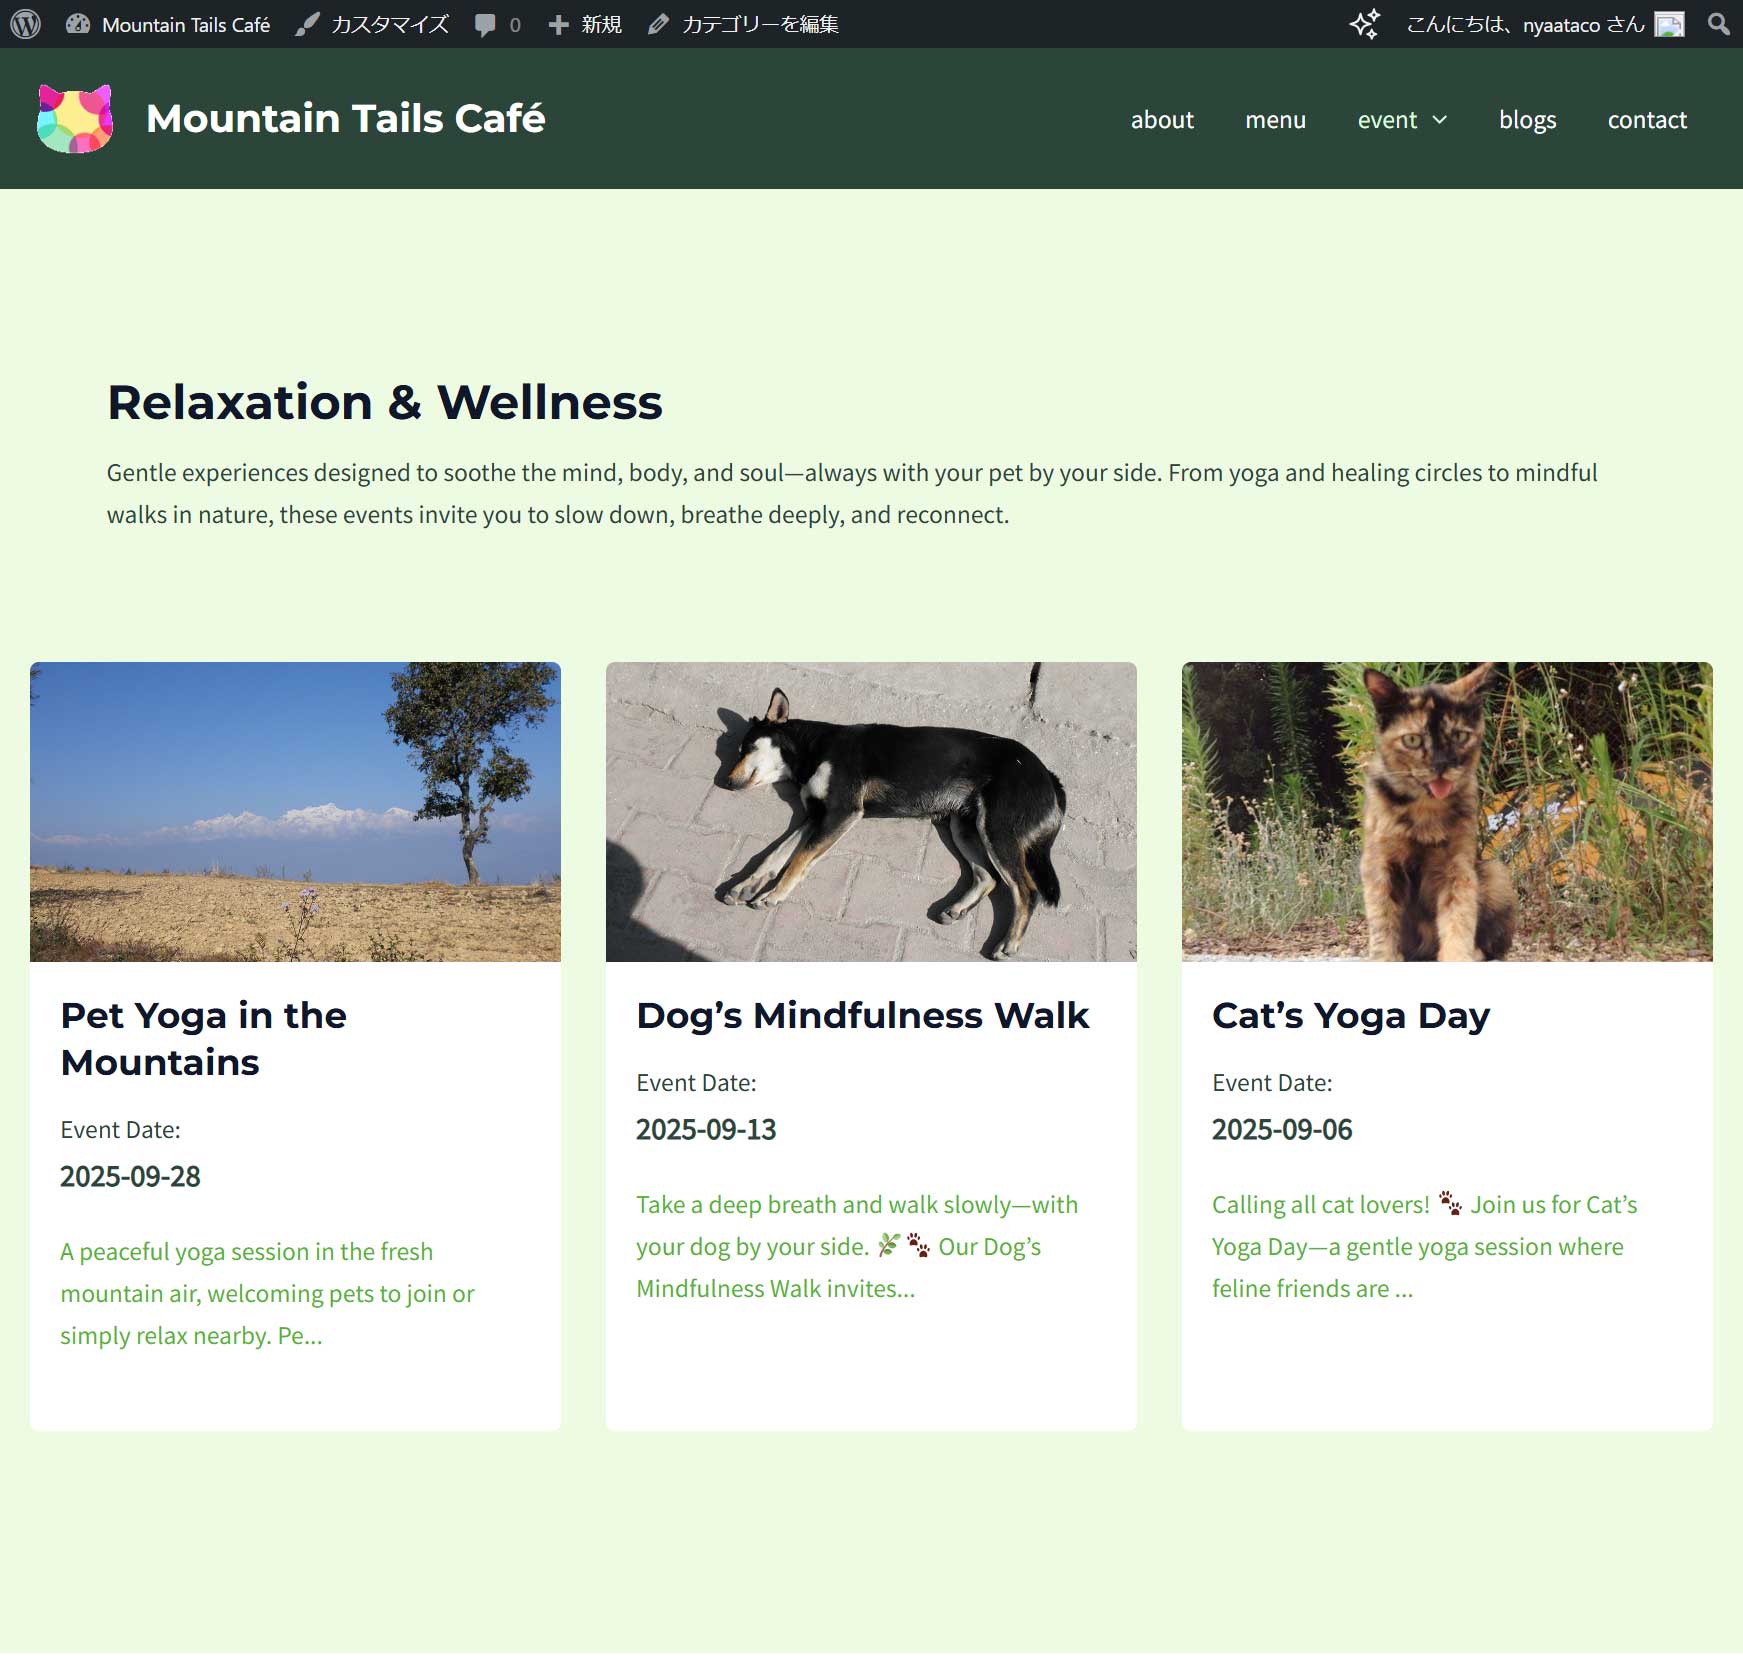 Mountain Tails Café カスタマイズ 0 新規 カテゴリーを編集 こんにちは、nyaataco さん
Mountain Tails Café
about menu event blogs contact
Relaxation & Wellness
Gentle experiences designed to soothe the mind, body, and soul—always with your pet by your side. From yoga and healing circles to mindful
walks in nature, these events invite you to slow down, breathe deeply, and reconnect.
Pet Yoga in the
Mountains
Event Date:
2025-09-28
A peaceful yoga session in the fresh
mountain air, welcoming pets to join or
simply relax nearby. Pe...
Dog’s Mindfulness Walk
Event Date:
2025-09-13
Take a deep breath and walk slowly—with
your dog by your side. 🌿🐾 Our Dog’s
Mindfulness Walk invites...
Cat’s Yoga Day
Event Date:
2025-09-06
Calling all cat lovers! 🐾 Join us for Cat’s
Yoga Day—a gentle yoga session where
feline friends are ...